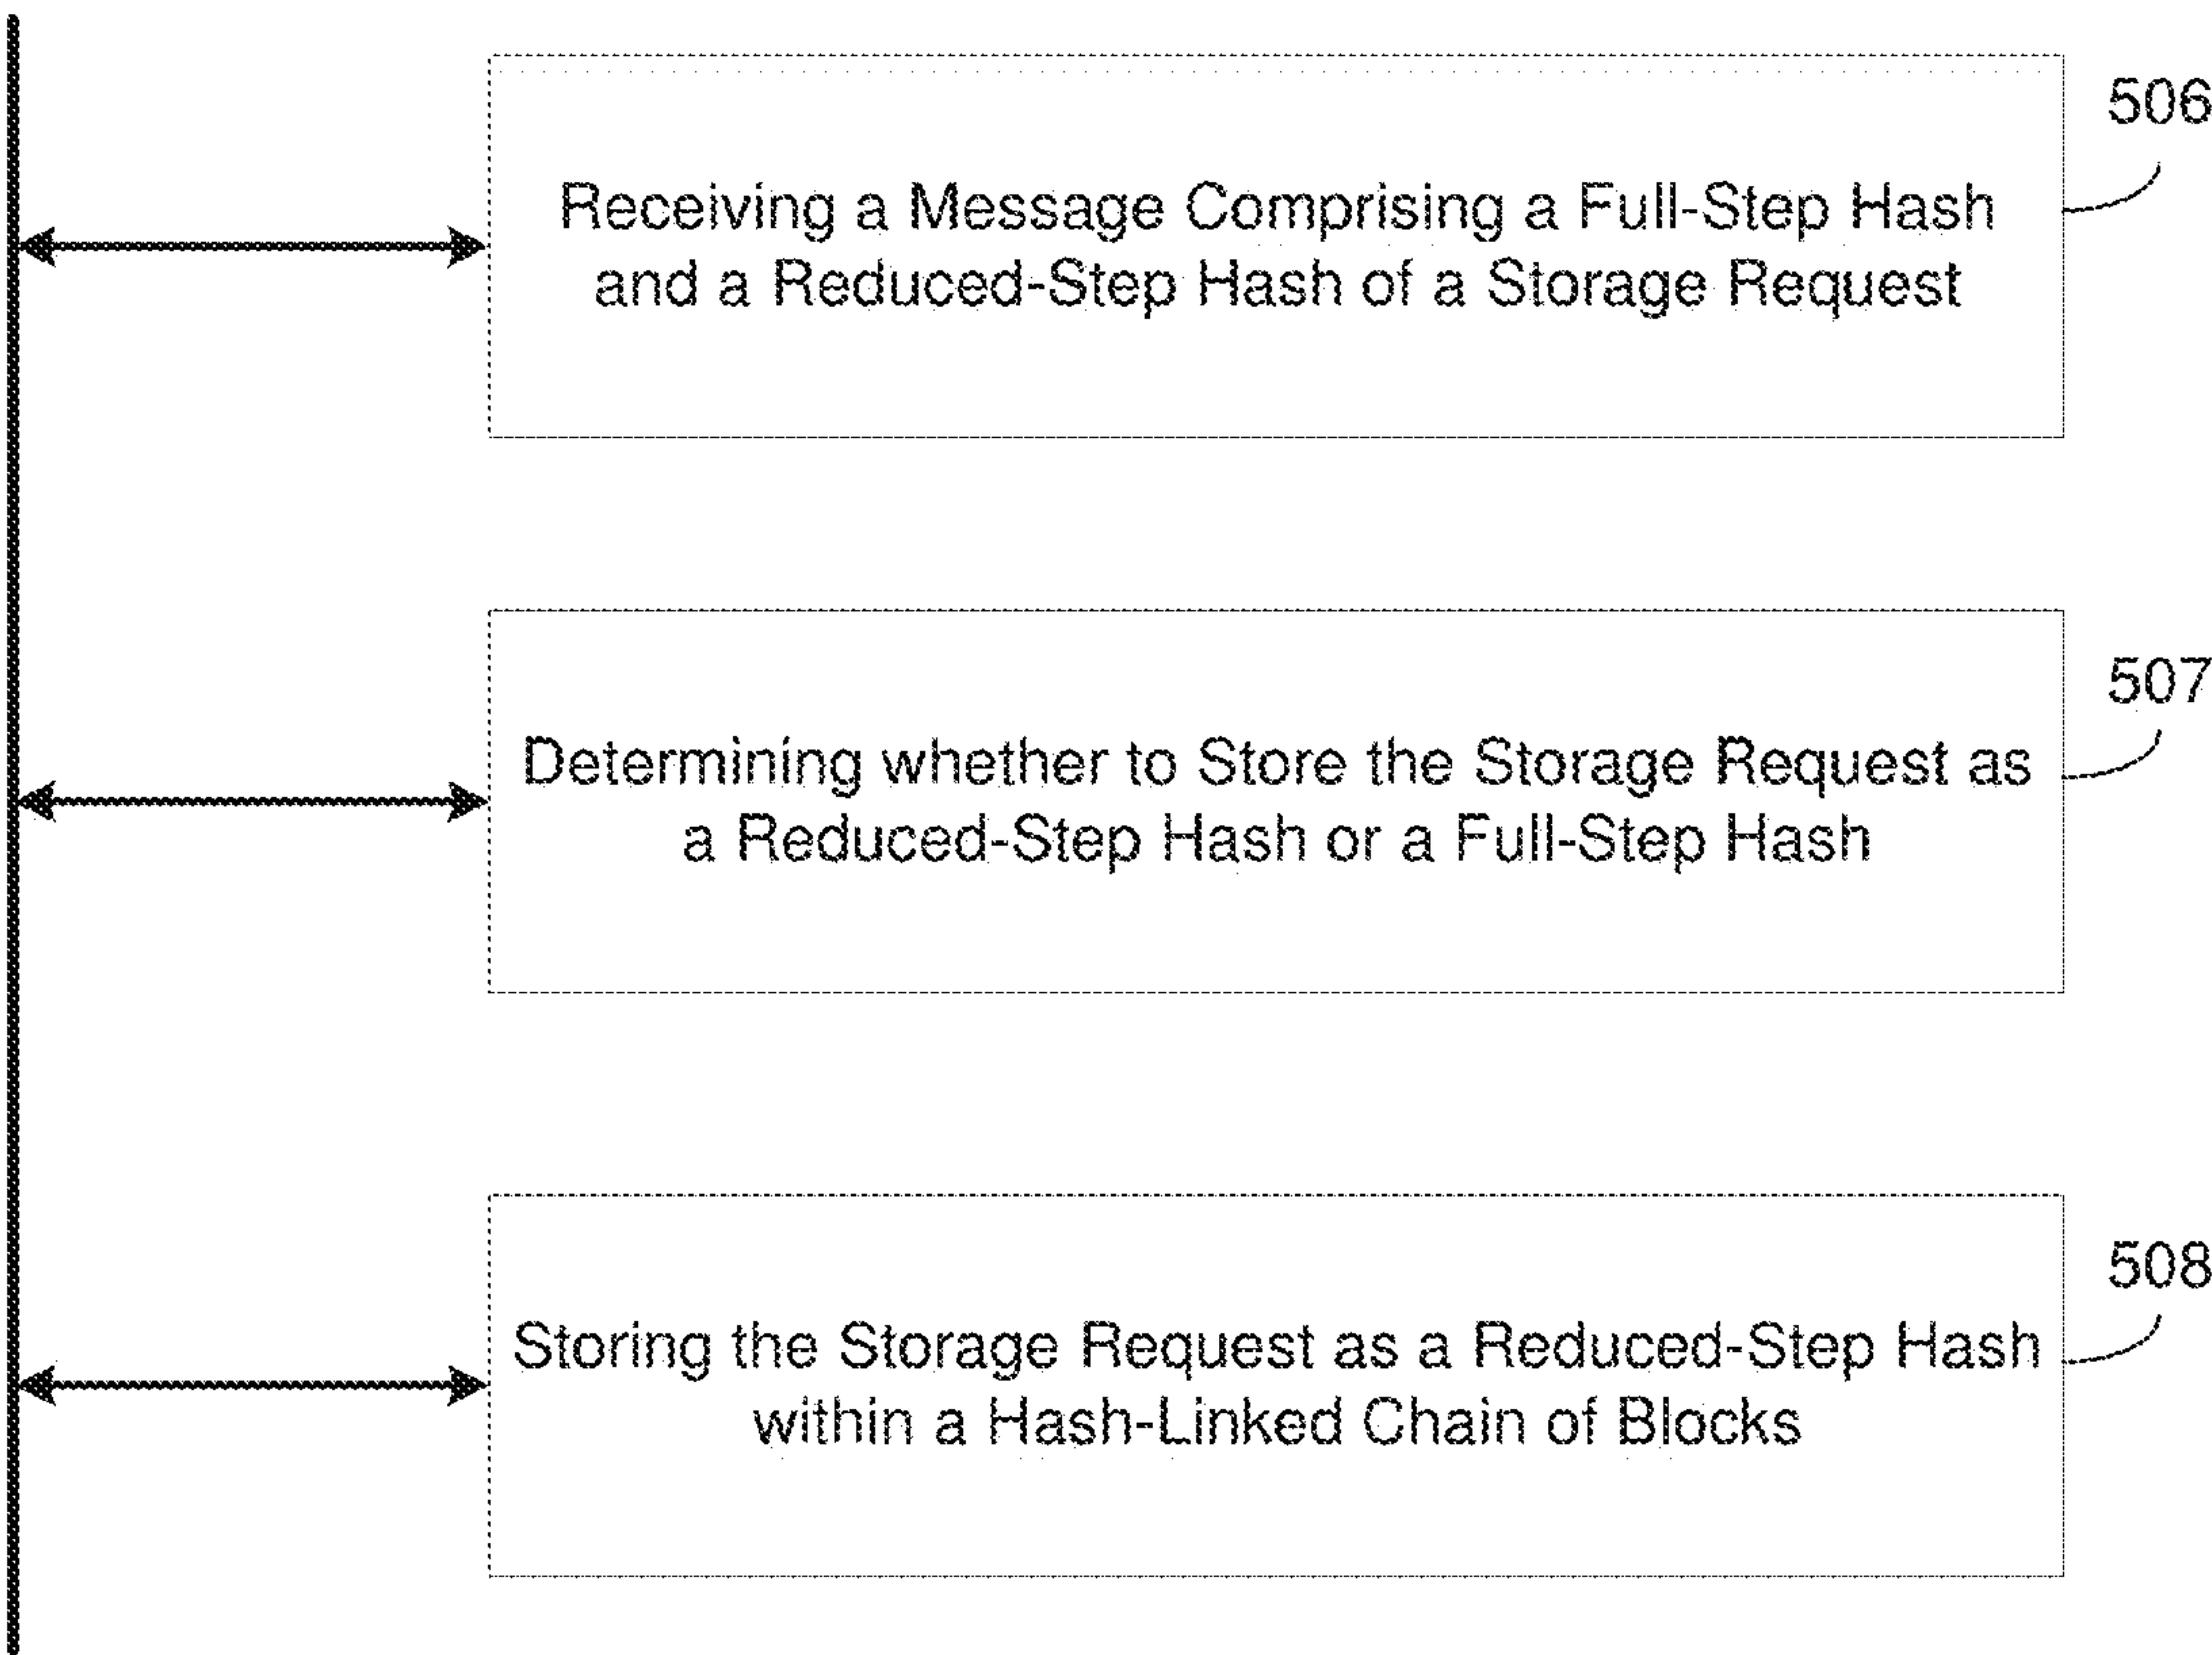 506
Receiving a Message Comprising a Full-Step Hash
and a Reduced-Step Hash of a Storage Request
507
Determining whether to Store the Storage Request as
a Reduced-Step Hash or a Full-Step Hash
508
Storing the Storage Request as a Reduced-Step Hash
within a Hash-Linked Chain of Blocks